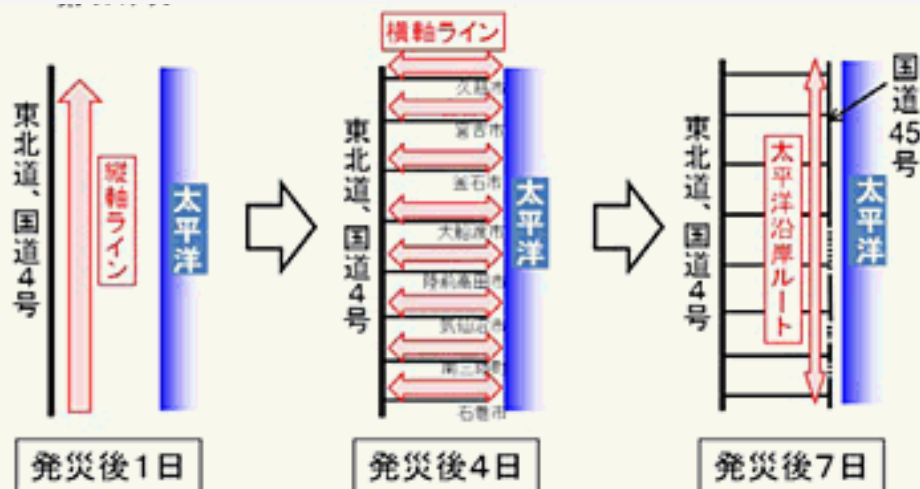 東北道、国道4号
縦軸ライン
太平洋
発災後1日
横軸ライン
東北道、国道4号
久慈市
宮古市
釜石市
大船渡市
陸前高田市
気仙沼市
南三陸町
石巻市
太平洋
発災後4日
東北道、国道4号
太平洋沿岸ルート
国道45号
太平洋
発災後7日